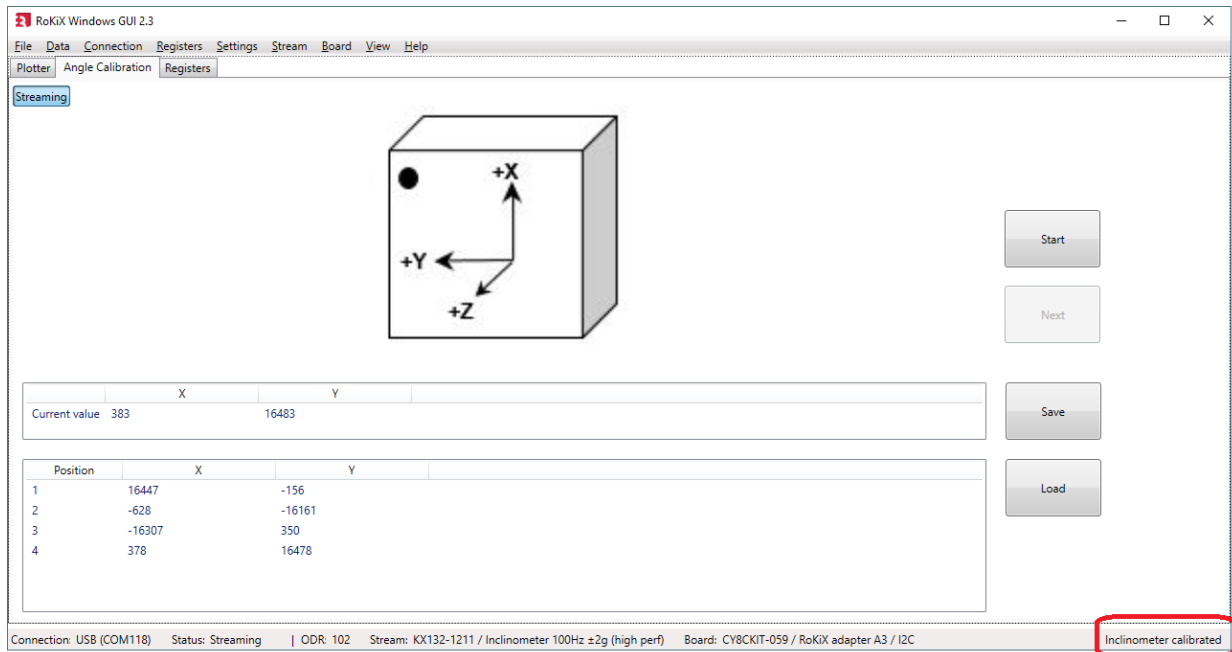 RoKiX Windows GUI 2.3
File Data Connection Registers Settings Stream Board View Help
Plotter Angle Calibration Registers
Streaming
+X
+Y
+Z
Start
Next
X Y
Current value 383 16483
Save
Position X Y
1 16447 -156
2 -628 -16161
3 -16307 350
4 378 16478
Load
Connection: USB (COM118) Status: Streaming | ODR: 102 Stream: KX132-1211 / Inclinometer 100Hz ±2g (high perf) Board: CY8CKIT-059 / RoKiX adapter A3 / I2C Inclinometer calibrated